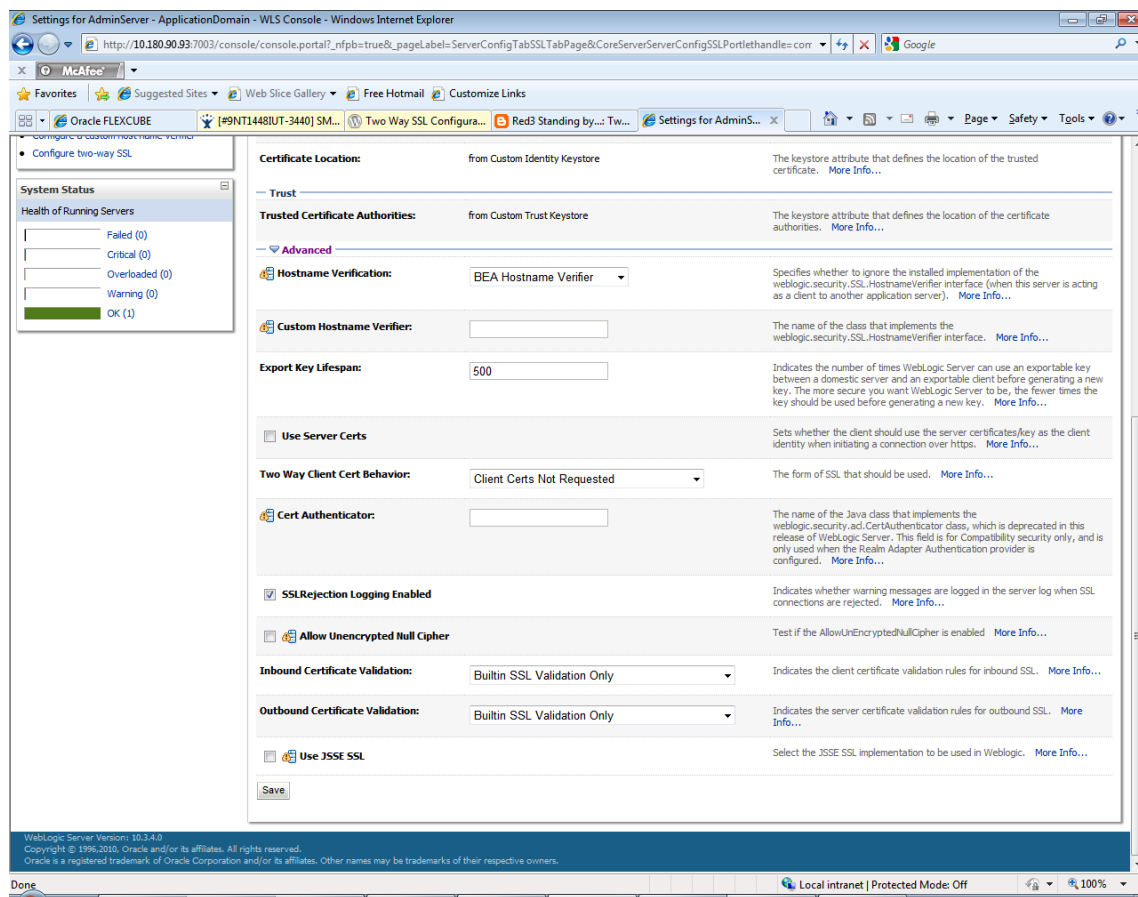 Settings for AdminServer - ApplicationDomain - WLS Console - Windows Internet Explorer
http://10.180.90.93:7003/console/console.portal?_nfpb=true&_pageLabel=ServerConfigTabSSLTabPage&CoreServerServerConfigSSLPortlethandle=con
Google
x McAfee
Favorites Suggested Sites Web Slice Gallery Free Hotmail Customize Links
Oracle FLEXCUBE [#9NT1448IUT-3440] SM... Two Way SSL Configura... Red3 Standing by...: Tw... Settings for AdminS... x Page Safety Tools
Configure a custom host name verifier
Configure two-way SSL
System Status
Health of Running Servers
Failed (0)
Critical (0)
Overloaded (0)
Warning (0)
OK (1)
Certificate Location: from Custom Identity Keystore
The keystore attribute that defines the location of the trusted
certificate. More Info...
Trust
Trusted Certificate Authorities: from Custom Trust Keystore
The keystore attribute that defines the location of the certificate
authorities. More Info...
Advanced
Hostname Verification: BEA Hostname Verifier
Specifies whether to ignore the installed implementation of the
weblogic.security.SSL.HostnameVerifier interface (when this server is acting
as a client to another application server). More Info...
Custom Hostname Verifier:
The name of the class that implements the
weblogic.security.SSL.HostnameVerifier interface. More Info...
Export Key Lifespan: 500
Indicates the number of times WebLogic Server can use an exportable key
between a domestic server and an exportable client before generating a new
key. The more secure you want WebLogic Server to be, the fewer times the
key should be used before generating a new key. More Info...
Use Server Certs
Sets whether the client should use the server certificates/key as the client
identity when initiating a connection over https. More Info...
Two Way Client Cert Behavior: Client Certs Not Requested
The form of SSL that should be used. More Info...
Cert Authenticator:
The name of the Java class that implements the
weblogic.security.acl.CertAuthenticator class, which is deprecated in this
release of WebLogic Server. This field is for Compatibility security only, and is
only used when the Realm Adapter Authentication provider is
configured. More Info...
SSLRejection Logging Enabled
Indicates whether warning messages are logged in the server log when SSL
connections are rejected. More Info...
Allow Unencrypted Null Cipher
Test if the AllowUnEncryptedNullCipher is enabled More Info...
Inbound Certificate Validation: Builtin SSL Validation Only
Indicates the client certificate validation rules for inbound SSL. More Info...
Outbound Certificate Validation: Builtin SSL Validation Only
Indicates the server certificate validation rules for outbound SSL. More
Info...
Use JSSE SSL
Select the JSSE SSL implementation to be used in Weblogic. More Info...
Save
WebLogic Server Version: 10.3.4.0
Copyright © 1996,2010, Oracle and/or its affiliates. All rights reserved.
Oracle is a registered trademark of Oracle Corporation and/or its affiliates. Other names may be trademarks of their respective owners.
Done Local intranet | Protected Mode: Off 100%